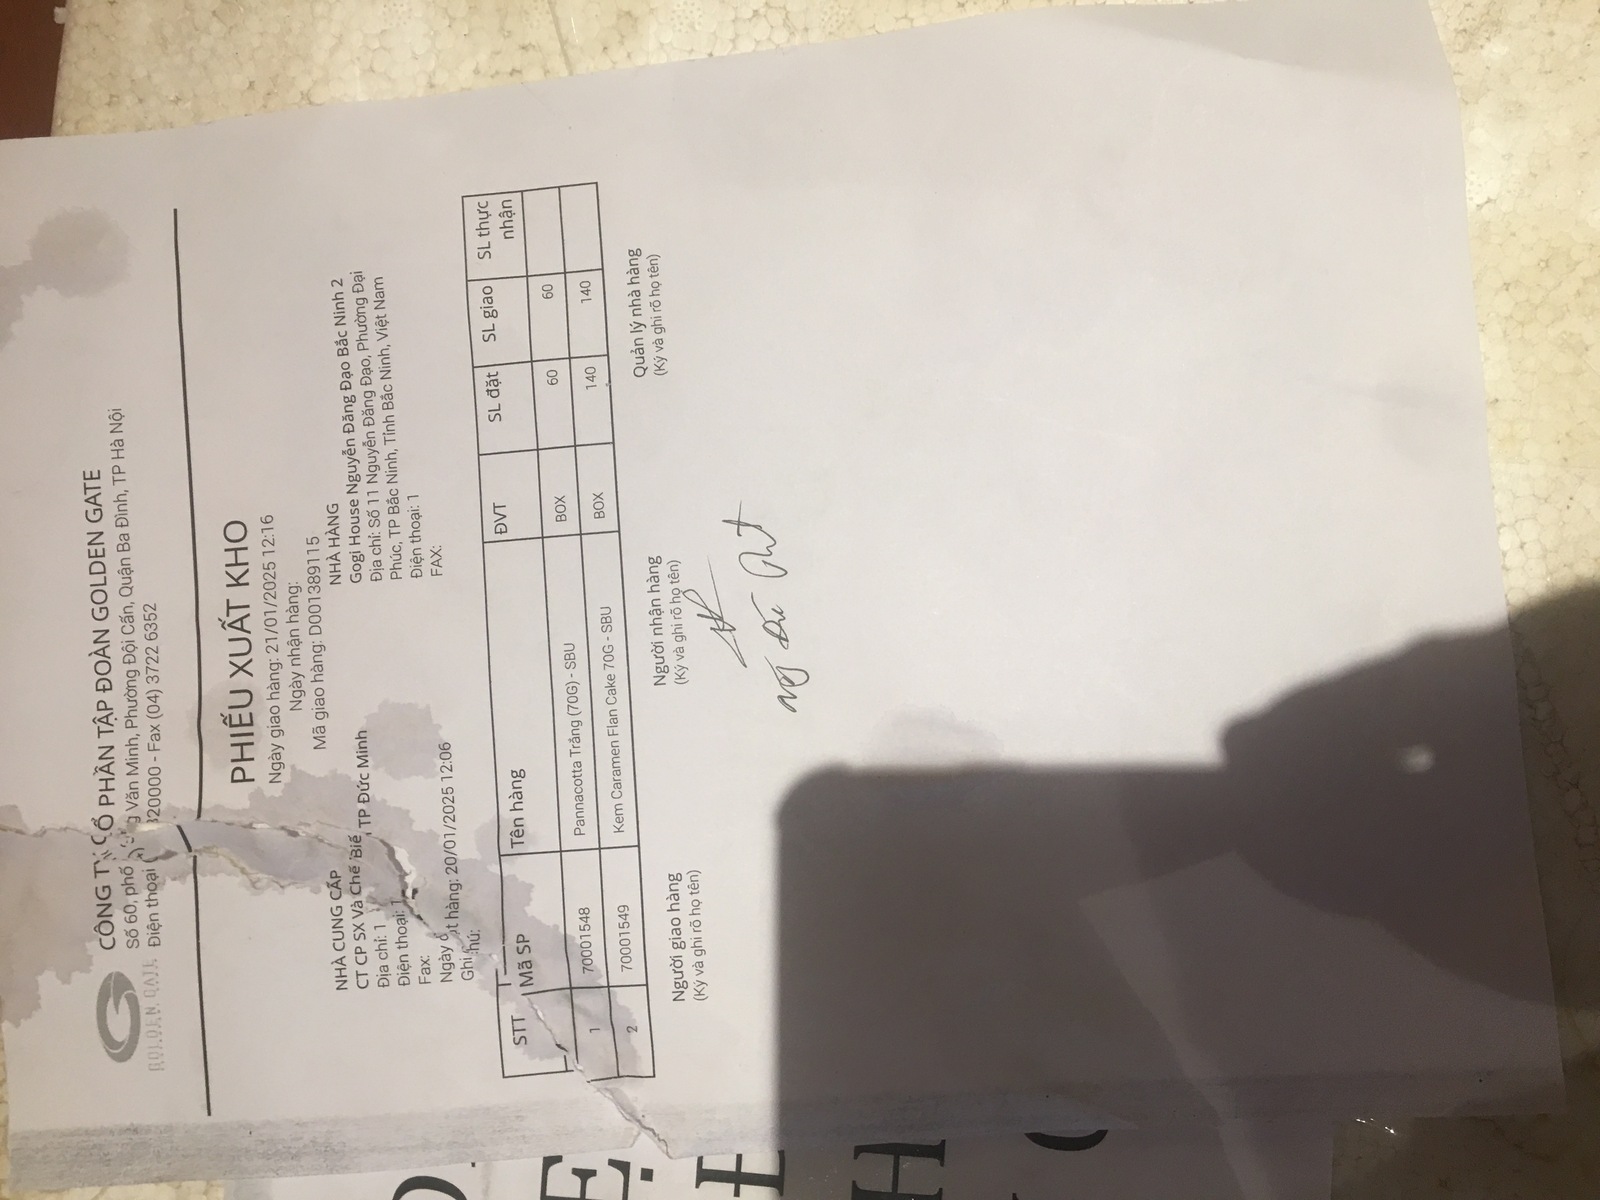 GOLDEN GATE
CÔNG TY CỔ PHẦN TẬP ĐOÀN GOLDEN GATE
Số 60, phố Văn Minh, Phường Đội Cấn, Quận Ba Đình, TP Hà Nội
Điện thoại 320000 - Fax (04) 3722 6352
PHIẾU XUẤT KHO
Ngày giao hàng: 21/01/2025 12:16
Ngày nhận hàng:
Mã giao hàng: D001389115
NHÀ CUNG CẤP
CT CP SX Và Chế Biế TP Đức Minh
Địa chỉ: 1
Điện thoại: 1
Fax:
Ngày đặt hàng: 20/01/2025 12:06
Ghi chú:
NHÀ HÀNG
Gogi House Nguyễn Đăng Đạo Bắc Ninh 2
Địa chỉ: Số 11 Nguyễn Đăng Đạo, Phường Đại
Phúc, TP Bắc Ninh, Tỉnh Bắc Ninh, Việt Nam
Điện thoại: 1
FAX:
STT Mã SP Tên hàng ĐVT SL đặt SL giao SL thực nhận
1 70001548 Pannacotta Trắng (70G) - SBU BOX 60 60
2 70001549 Kem Caramen Flan Cake 70G - SBU BOX 140 140
Người giao hàng Người nhận hàng Quản lý nhà hàng
(Ký và ghi rõ họ tên) (Ký và ghi rõ họ tên) (Ký và ghi rõ họ tên)